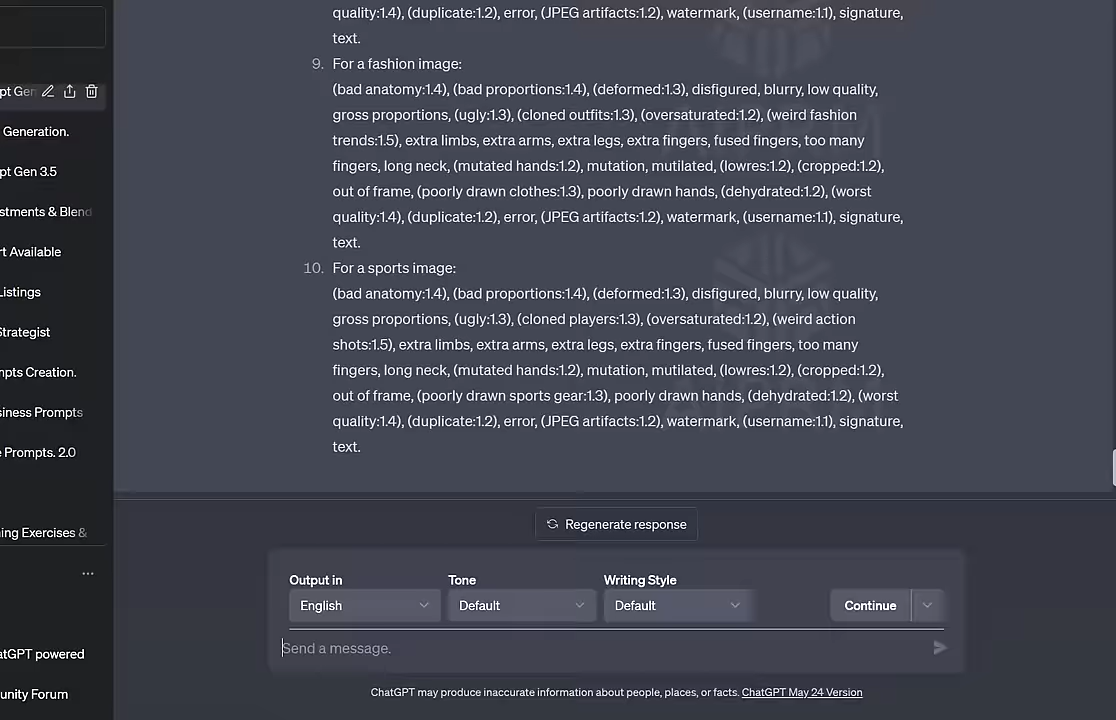 quality:1.4), (duplicate:1.2), error, (JPEG artifacts:1.2), watermark, (username:1.1), signature,
text.
9. For a fashion image:
(bad anatomy:1.4), (bad proportions:1.4), (deformed:1.3), disfigured, blurry, low quality,
gross proportions, (ugly:1.3), (cloned outfits:1.3), (oversaturated:1.2), (weird fashion
trends:1.5), extra limbs, extra arms, extra legs, extra fingers, fused fingers, too many
fingers, long neck, (mutated hands:1.2), mutation, mutilated, (lowres:1.2), (cropped:1.2),
out of frame, (poorly drawn clothes:1.3), poorly drawn hands, (dehydrated:1.2), (worst
quality:1.4), (duplicate:1.2), error, (JPEG artifacts:1.2), watermark, (username:1.1), signature,
text.
10. For a sports image:
(bad anatomy:1.4), (bad proportions:1.4), (deformed:1.3), disfigured, blurry, low quality,
gross proportions, (ugly:1.3), (cloned players:1.3), (oversaturated:1.2), (weird action
shots:1.5), extra limbs, extra arms, extra legs, extra fingers, fused fingers, too many
fingers, long neck, (mutated hands:1.2), mutation, mutilated, (lowres:1.2), (cropped:1.2),
out of frame, (poorly drawn sports gear:1.3), poorly drawn hands, (dehydrated:1.2), (worst
quality:1.4), (duplicate:1.2), error, (JPEG artifacts:1.2), watermark, (username:1.1), signature,
text.
pt Gen
Generation.
pt Gen 3.5
stments & Blend
rt Available
Listings
Strategist
mpts Creation.
siness Prompts
e Prompts. 2.0
ning Exercises &
atGPT powered
unity Forum
Regenerate response
Output in Tone Writing Style
English Default Default Continue
Send a message.
ChatGPT may produce inaccurate information about people, places, or facts. ChatGPT May 24 Version
AIPRM
AIPRM